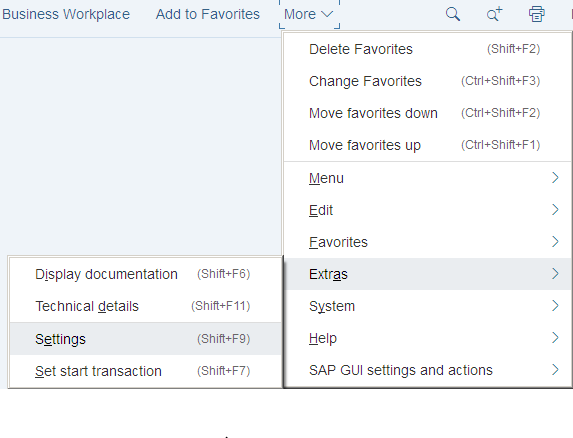 Business Workplace Add to Favorites More
Delete Favorites (Shift+F2)
Change Favorites (Ctrl+Shift+F3)
Move favorites down (Ctrl+Shift+F2)
Move favorites up (Ctrl+Shift+F1)
Menu
Edit
Favorites
Extras
System
Help
SAP GUI settings and actions
Display documentation (Shift+F6)
Technical details (Shift+F11)
Settings (Shift+F9)
Set start transaction (Shift+F7)